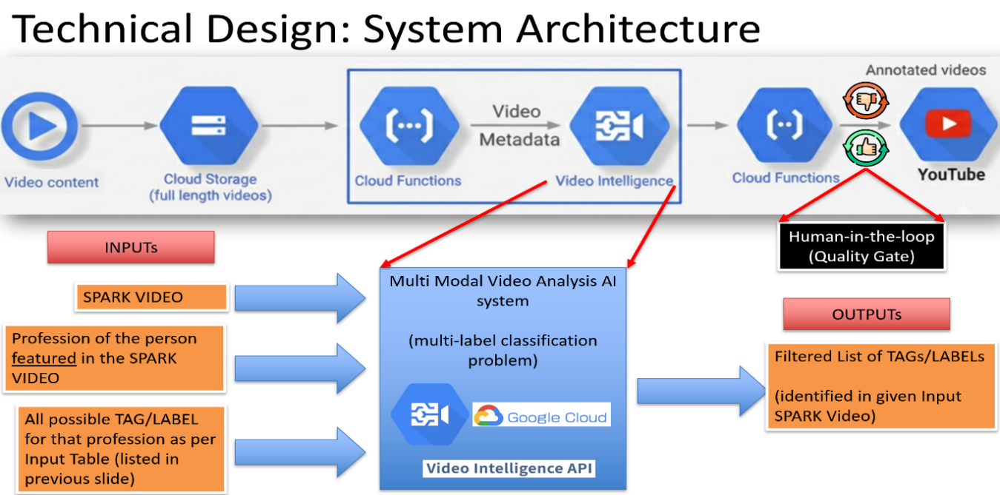 Technical Design: System Architecture
Annotated videos
Video
Metadata
Video content
Cloud Storage
(full length videos)
Cloud Functions
Video Intelligence
Cloud Functions
YouTube
Human-in-the-loop
(Quality Gate)
INPUTs
SPARK VIDEO
Profession of the person
featured in the SPARK
VIDEO
All possible TAG/LABEL
for that profession as per
Input Table (listed in
previous slide)
Multi Modal Video Analysis AI
system
(multi-label classification
problem)
Google Cloud
Video Intelligence API
OUTPUTs
Filtered List of TAGs/LABELs
(identified in given Input
SPARK Video)